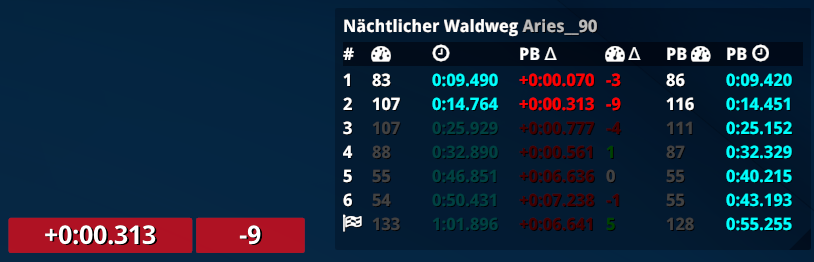 Nächtlicher Waldweg Aries__90
# PB Δ Δ PB PB
1 83 0:09.490 +0:00.070 -3 86 0:09.420
2 107 0:14.764 +0:00.313 -9 116 0:14.451
3 107 0:25.929 +0:00.777 -4 111 0:25.152
4 88 0:32.890 +0:00.561 1 87 0:32.329
5 55 0:46.851 +0:06.636 0 55 0:40.215
6 54 0:50.431 +0:07.238 -1 55 0:43.193
133 1:01.896 +0:06.641 5 128 0:55.255
+0:00.313 -9